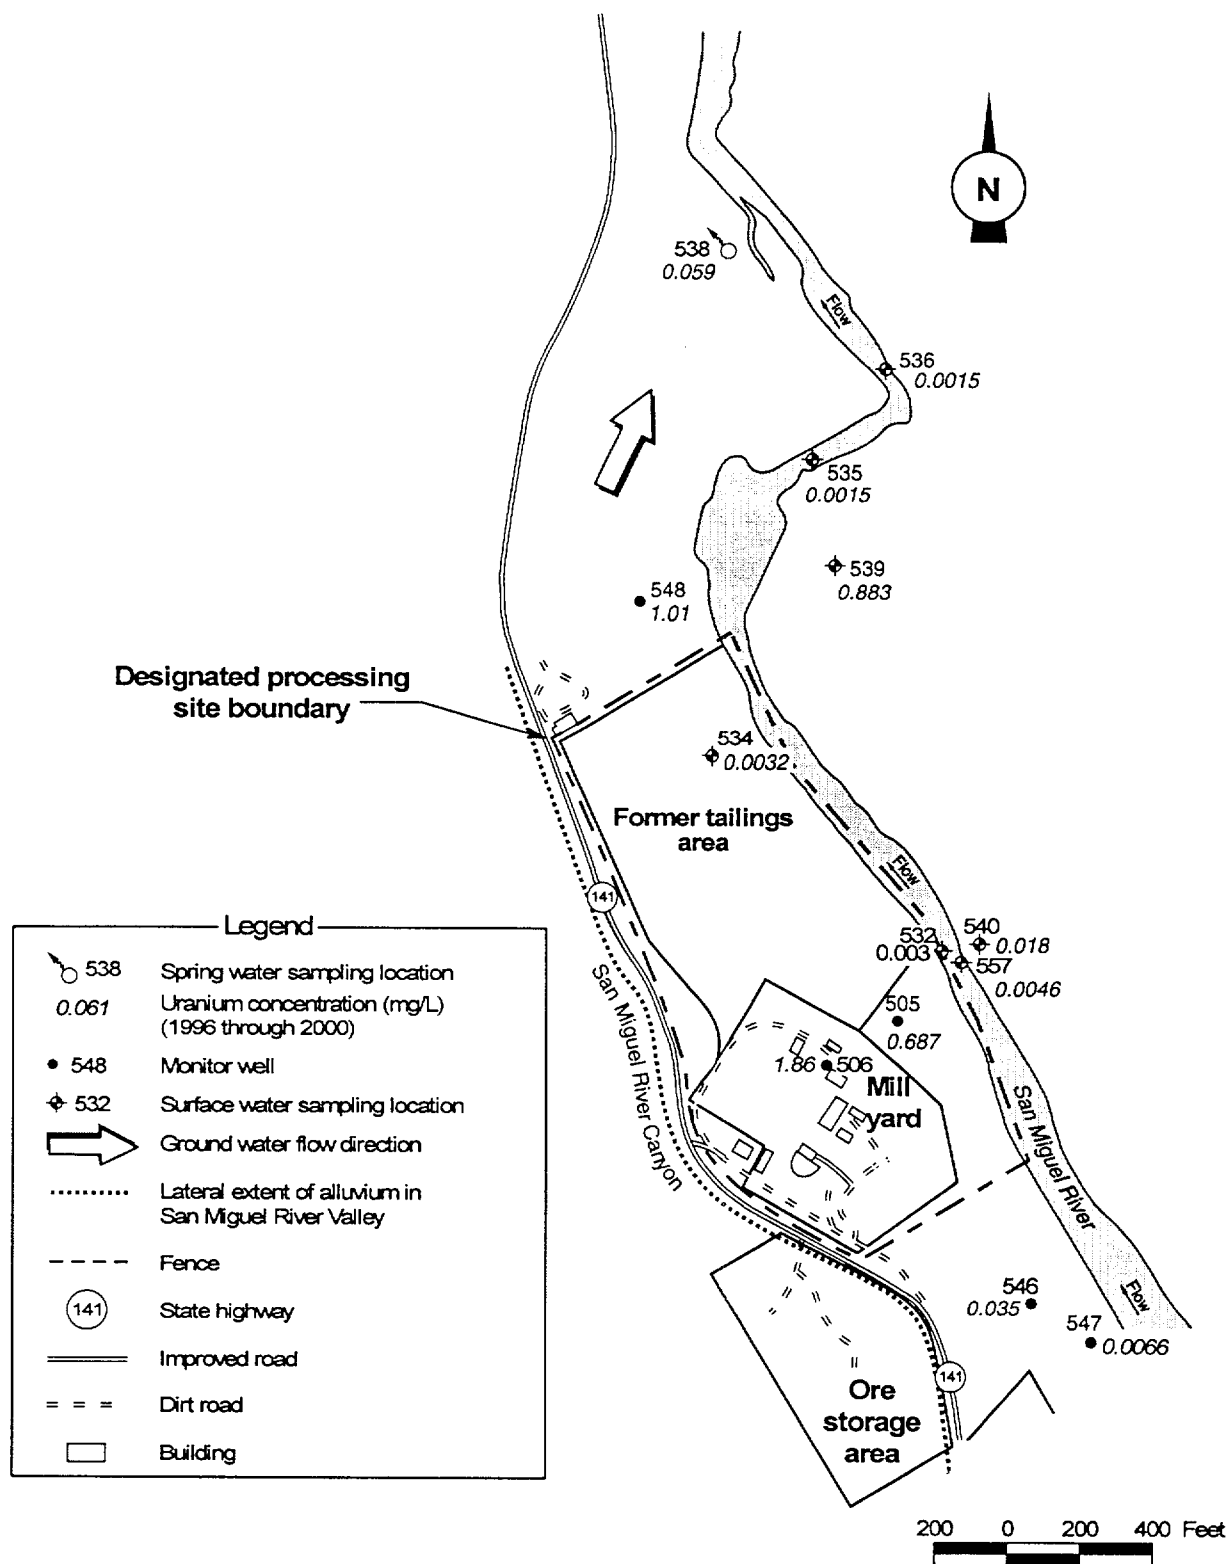 N
538
0.059
Flow
536
0.0015
535
0.0015
539
0.883
548
1.01
Designated processing
site boundary
534
0.0032
Former tailings
area
Flow
141
532
0.003
540
0.018
557
0.0046
505
0.687
1.86
506
Mill
yard
San Miguel River Canyon
San Miguel River
Flow
546
0.035
547
0.0066
141
Ore
storage
area
Legend
538 Spring water sampling location
0.061 Uranium concentration (mg/L)
(1996 through 2000)
548 Monitor well
532 Surface water sampling location
Ground water flow direction
Lateral extent of alluvium in
San Miguel River Valley
Fence
141 State highway
Improved road
Dirt road
Building
200 0 200 400 Feet